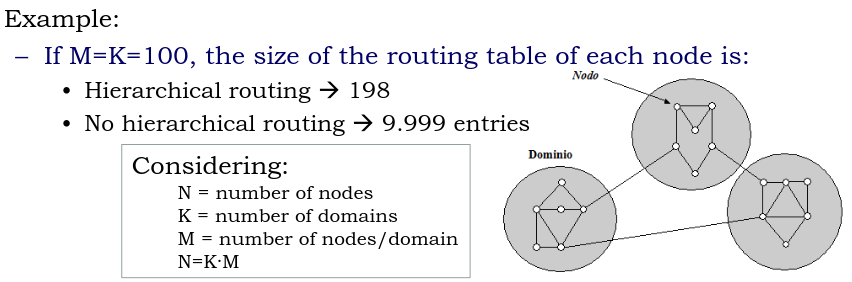 Example:
– If M=K=100, the size of the routing table of each node is:
• Hierarchical routing → 198
• No hierarchical routing → 9.999 entries
Considering:
N = number of nodes
K = number of domains
M = number of nodes/domain
N=K·M
Nodo
Dominio